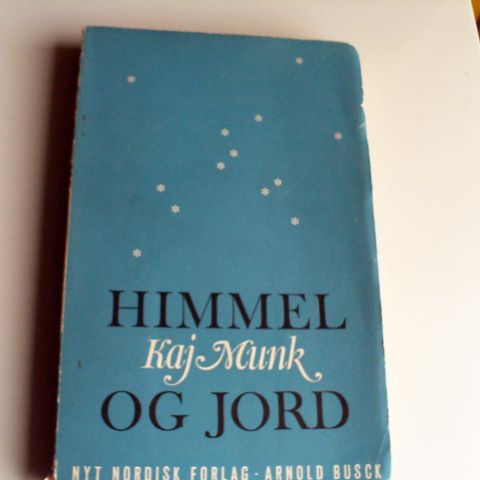 HIMMEL
Kaj Munk
OG JORD
NYT NORDISK FORLAG · ARNOLD BUSCK